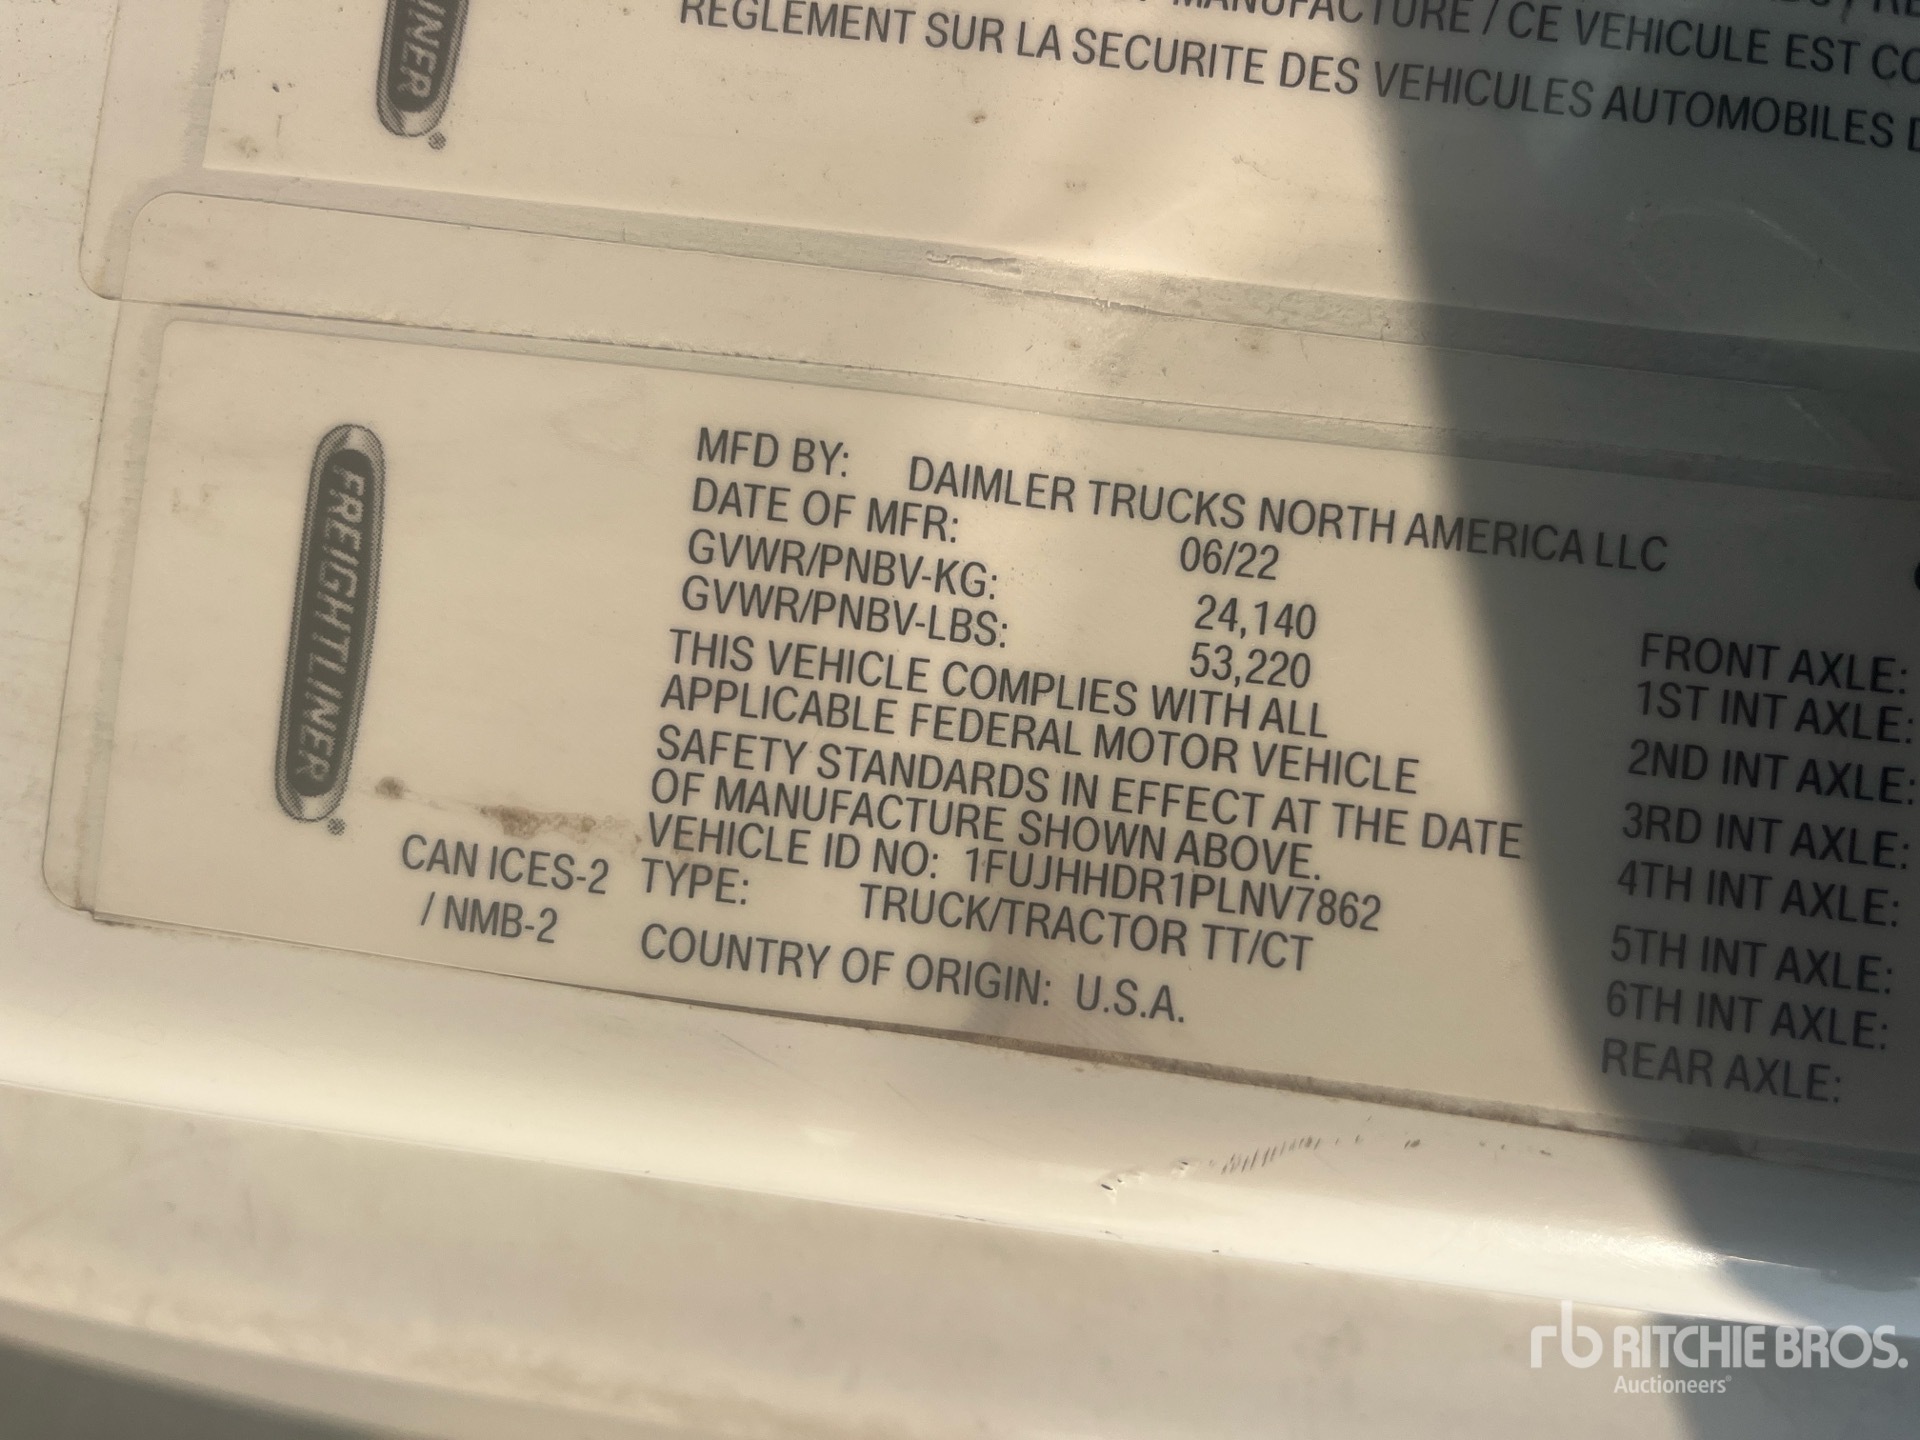 INER
MANUFACTURE / CE VEHICULE EST
REGLEMENT SUR LA SECURITE DES VEHICULES AUTOMOBILES
FREIGHTLINER
MFD BY: DAIMLER TRUCKS NORTH AMERICA LLC
DATE OF MFR: 06/22
GVWR/PNBV-KG: 24,140
GVWR/PNBV-LBS: 53,220
THIS VEHICLE COMPLIES WITH ALL
APPLICABLE FEDERAL MOTOR VEHICLE
SAFETY STANDARDS IN EFFECT AT THE DATE
OF MANUFACTURE SHOWN ABOVE.
VEHICLE ID NO: 1FUJHHDR1PLNV7862
TYPE: TRUCK/TRACTOR TT/CT
COUNTRY OF ORIGIN: U.S.A.
CAN ICES-2
/ NMB-2
FRONT AXLE:
1ST INT AXLE:
2ND INT AXLE:
3RD INT AXLE:
4TH INT AXLE:
5TH INT AXLE:
6TH INT AXLE:
REAR AXLE:
rb RITCHIE BROS.
Auctioneers